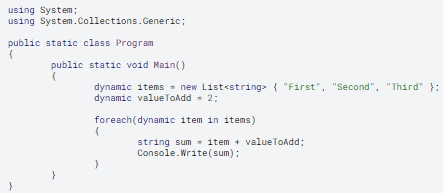 using System;
using System.Collections.Generic;
public static class Program
{
public static void Main()
{
dynamic items = new List<string> { "First", "Second", "Third" };
dynamic valueToAdd = 2;
foreach(dynamic item in items)
{
string sum = item + valueToAdd;
Console.Write(sum);
}
}
}